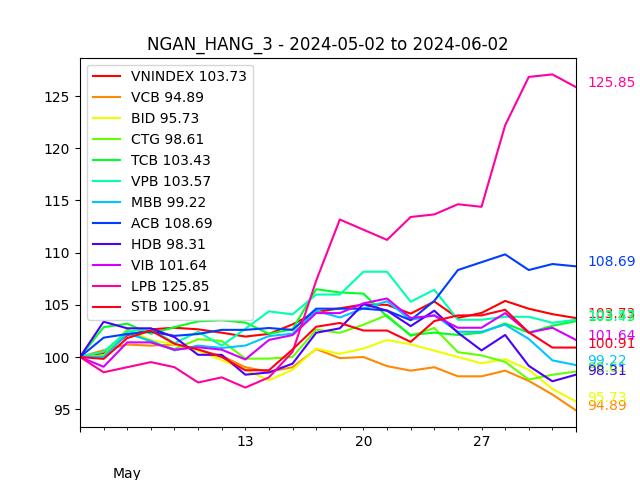 NGAN_HANG_3 - 2024-05-02 to 2024-06-02
VNINDEX 103.73
VCB 94.89
BID 95.73
CTG 98.61
TCB 103.43
VPB 103.57
MBB 99.22
ACB 108.69
HDB 98.31
VIB 101.64
LPB 125.85
STB 100.91
125
120
115
110
105
100
95
13
20
27
May
125.85
108.69
103.73
101.64
100.91
99.22
98.31
95.73
94.89